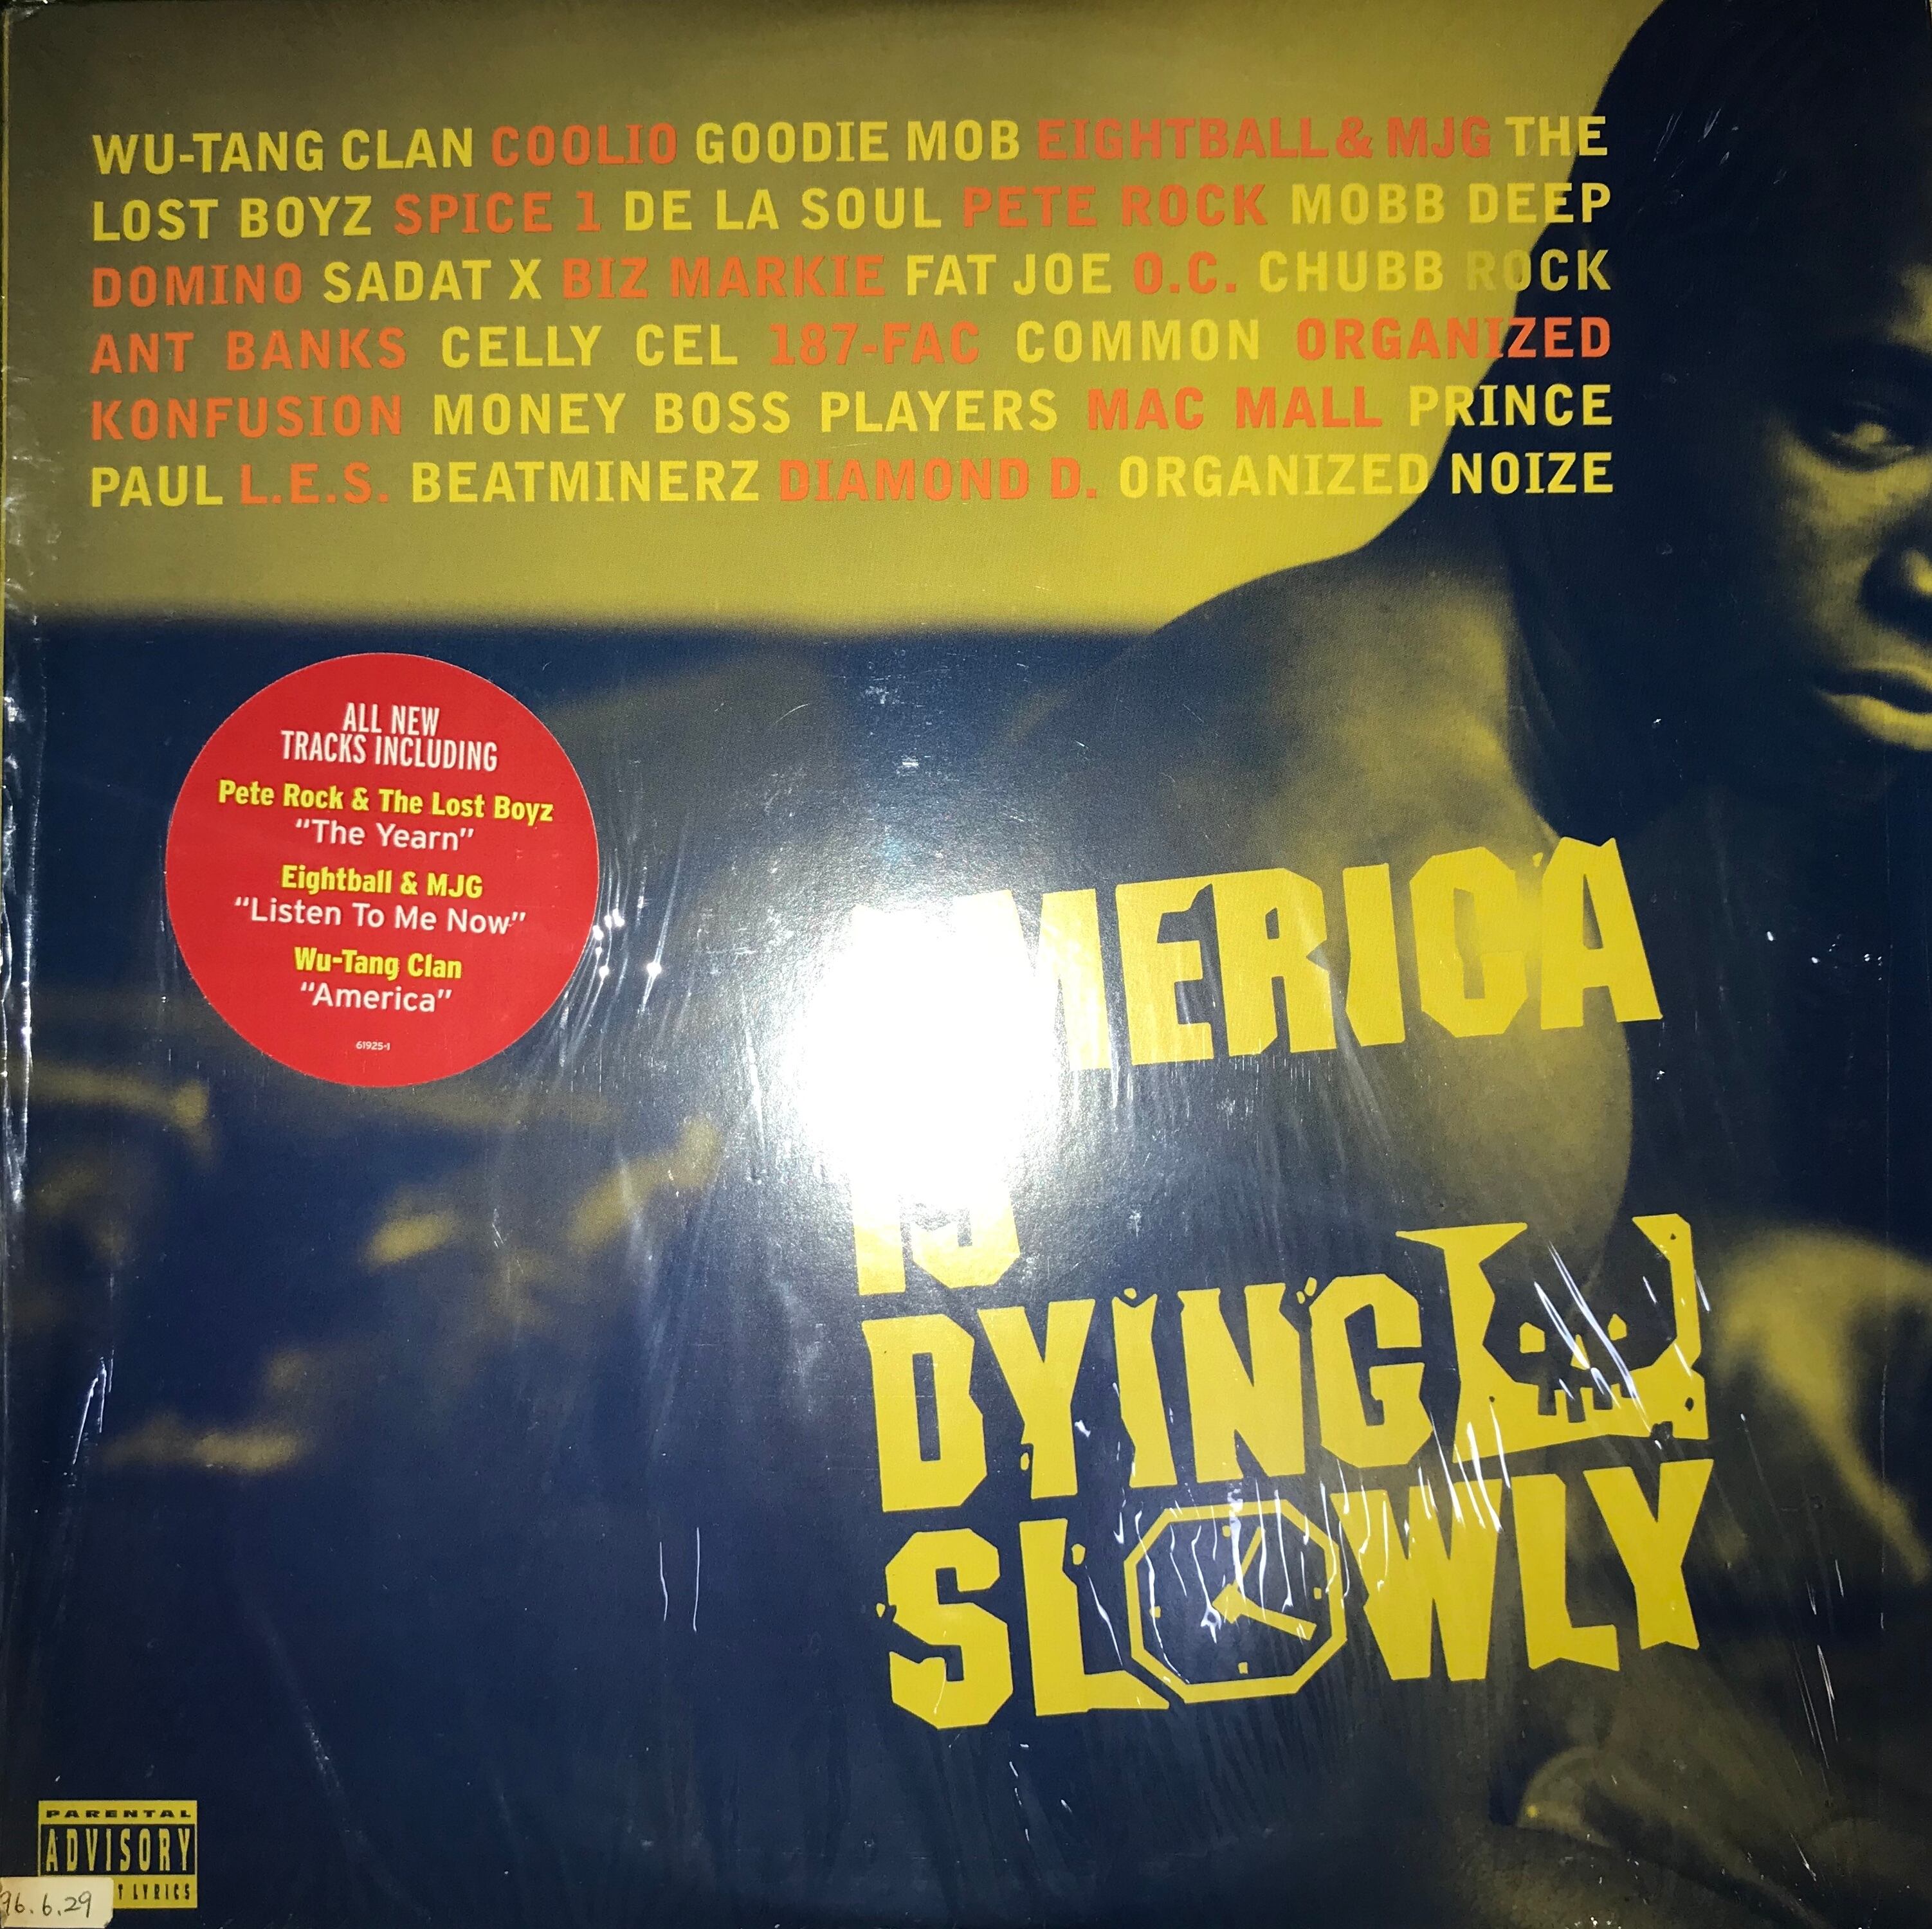 WU-TANG CLAN COOLIO GOODIE MOB EIGHTBALL & MJG THE
LOST BOYZ SPICE 1 DE LA SOUL PETE ROCK MOBB DEEP
DOMINO SADAT X BIZ MARKIE FAT JOE O.C. CHUBB ROCK
ANT BANKS CELLY CEL 187-FAC COMMON ORGANIZED
KONFUSION MONEY BOSS PLAYERS MAC MALL PRINCE
PAUL L.E.S. BEATMINERZ DIAMOND D. ORGANIZED NOIZE
ALL NEW
TRACKS INCLUDING
Pete Rock & The Lost Boyz
"The Yearn"
Eightball & MJG
"Listen To Me Now"
Wu-Tang Clan
"America"
61925-1
AMERICA
IS
DYING
SLOWLY
PARENTAL
ADVISORY
LYRICS
96.6.29